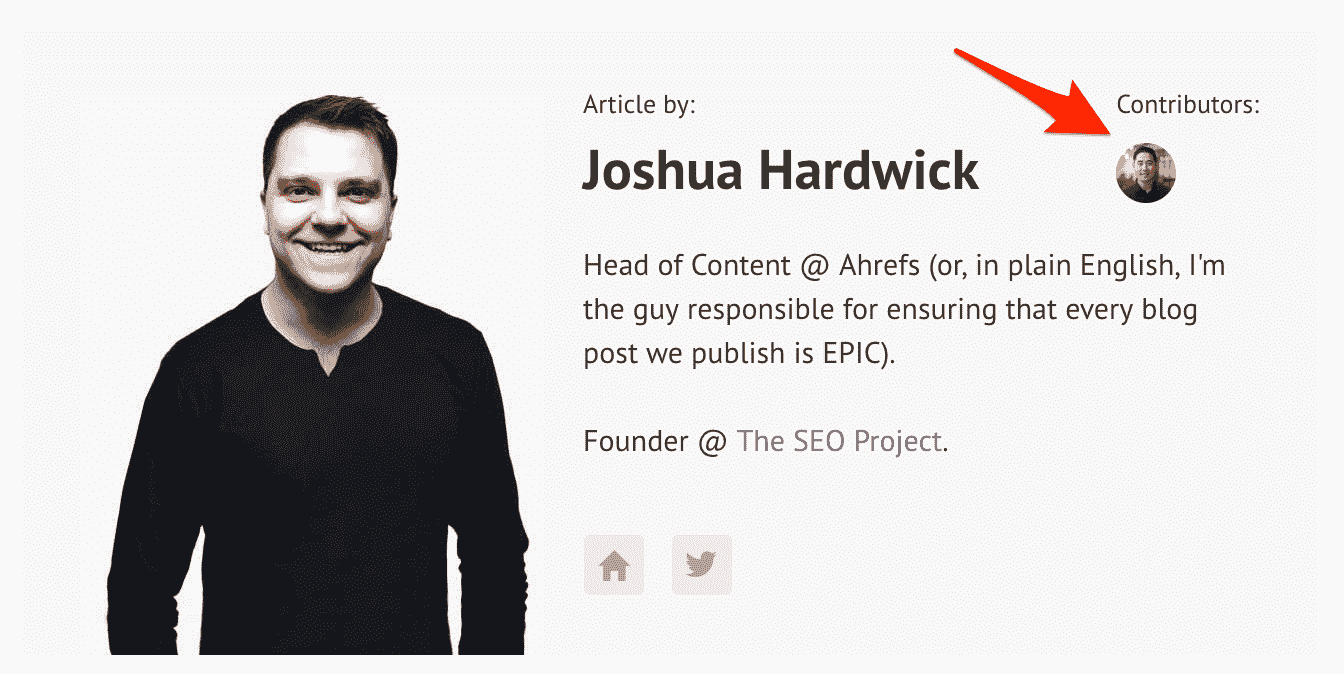 Article by:
Joshua Hardwick
Head of Content @ Ahrefs (or, in plain English, I'm
the guy responsible for ensuring that every blog
post we publish is EPIC).
Founder @ The SEO Project.
Contributors: